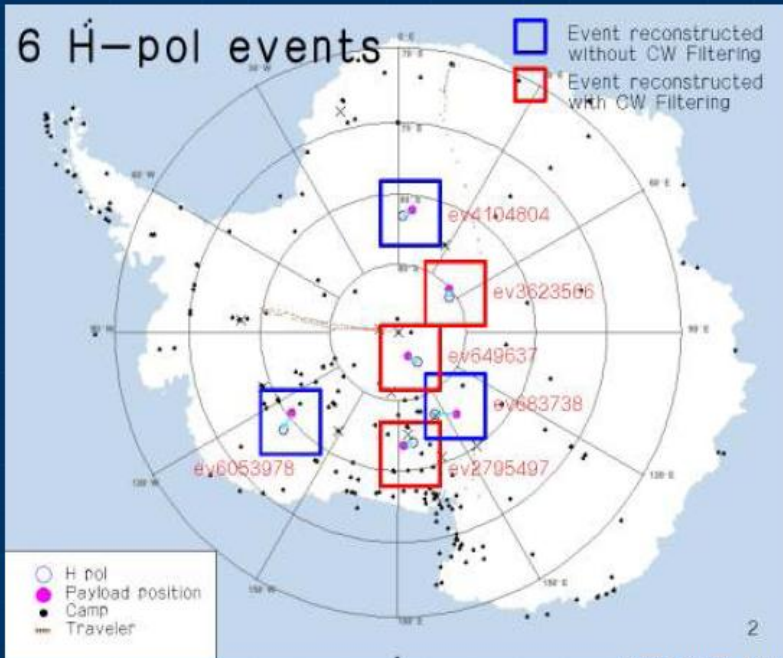 6 H-pol events
Event reconstructed
without CW Filtering
Event reconstructed
with CW Filtering
ev4104804
ev3623566
ev649637
ev683738
ev6053978
ev2795497
H pol
Payload position
Camp
Traveler
2